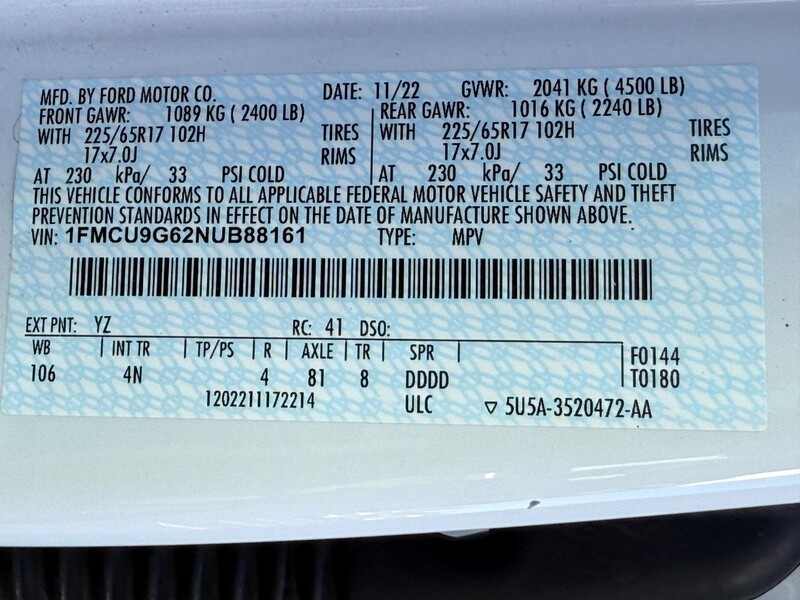 MFD. BY FORD MOTOR CO. DATE: 11/22 GVWR: 2041 KG ( 4500 LB)
FRONT GAWR: 1089 KG ( 2400 LB) REAR GAWR: 1016 KG ( 2240 LB)
WITH 225/65R17 102H TIRES WITH 225/65R17 102H TIRES
17x7.0J RIMS 17x7.0J RIMS
AT 230 kPa/ 33 PSI COLD AT 230 kPa/ 33 PSI COLD
THIS VEHICLE CONFORMS TO ALL APPLICABLE FEDERAL MOTOR VEHICLE SAFETY AND THEFT
PREVENTION STANDARDS IN EFFECT ON THE DATE OF MANUFACTURE SHOWN ABOVE.
VIN: 1FMCU9G62NUB88161 TYPE: MPV
EXT PNT: YZ RC: 41 DSO:
WB INT TR TP/PS R AXLE TR SPR F0144
106 4N 4 81 8 DDDD T0180
1202211172214 ULC ▽ 5U5A-3520472-AA